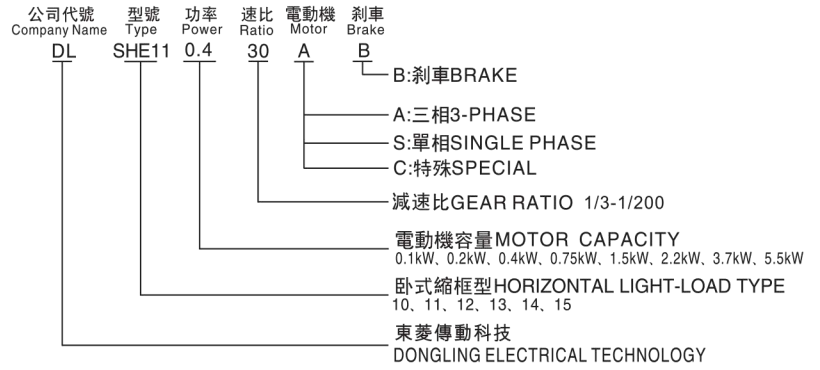 公司代號 型號 功率 速比 電動機 刹車
Company Name Type Power Ratio Motor Brake
DL SHE11 0.4 30 A B
B:刹車BRAKE
A:三相3-PHASE
S:單相SINGLE PHASE
C:特殊SPECIAL
減速比GEAR RATIO 1/3-1/200
電動機容量MOTOR CAPACITY
0.1kW、0.2kW、0.4kW、0.75kW、1.5kW、2.2kW、3.7kW、5.5kW
卧式縮框型HORIZONTAL LIGHT-LOAD TYPE
10、11、12、13、14、15
東菱傳動科技
DONGLING ELECTRICAL TECHNOLOGY